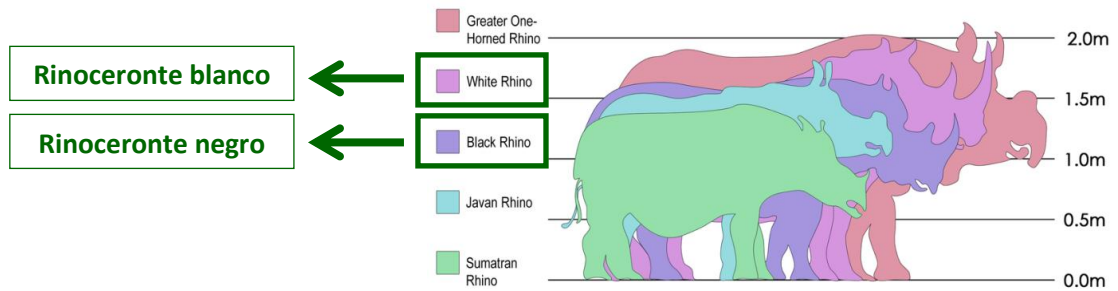 Greater One-
Horned Rhino
2.0m
Rinoceronte blanco
White Rhino
1.5m
Rinoceronte negro
Black Rhino
1.0m
Javan Rhino
0.5m
Sumatran
Rhino
0.0m